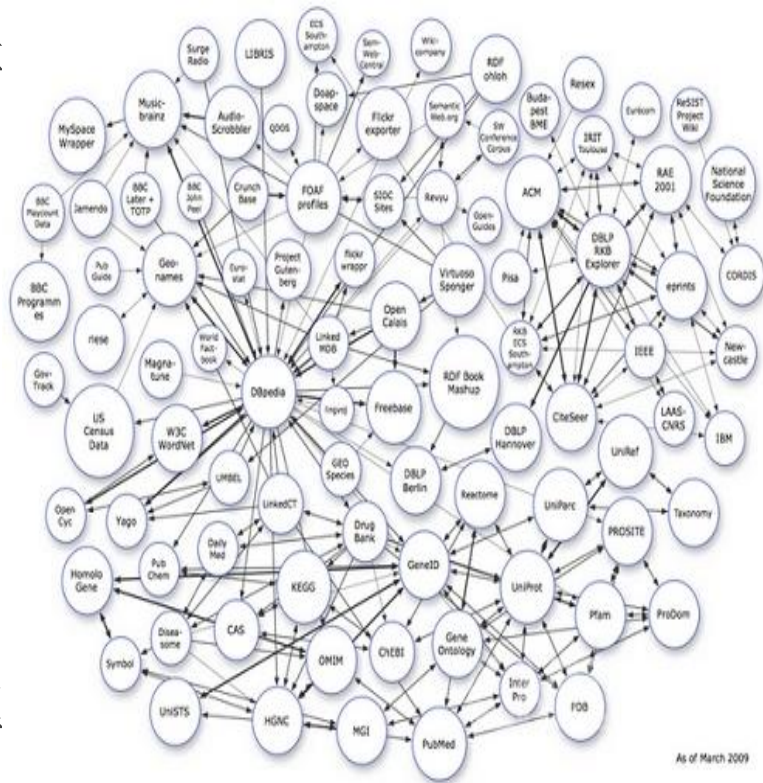 ECS
South-
ampton
Surge
Radio
LIBRIS
Sem-
Web-
Central
Wiki-
company
RDF
ohloh
Music-
brainz
Audio-
Scrobbler
QDOS
Doap-
space
Flickr
exporter
Semantic
Web.org
SW
Conference
Corpus
Buda-
pest
BME
Resex
IRIT
Toulouse
Eurécom
ReSIST
Project
Wiki
MySpace
Wrapper
National
Science
Foundation
RAE
2001
ACM
BBC
Playcount
Data
Jamendo
BBC
Later +
TOTP
BBC
John
Peel
Crunch
Base
FOAF
profiles
SIOC
Sites
Revyu
Open-
Guides
DBLP
RKB
Explorer
Pub
Guide
Geo-
names
Euro-
stat
Project
Guten-
berg
flickr
wrappr
Virtuoso
Sponger
Pisa
eprints
CORDIS
BBC
Programm
es
riese
World
Fact-
book
Linked
MDB
Open
Calais
RKB
ECS
South-
ampton
IEEE
New-
castle
Gov-
Track
Magna-
tune
DBpedia
RDF Book
Mashup
lingvoj
Freebase
US
Census
Data
W3C
WordNet
CiteSeer
LAAS-
CNRS
IBM
DBLP
Hannover
UniRef
GEO
Species
DBLP
Berlin
UMBEL
Reactome
UniParc
Taxonomy
Open
Cyc
Yago
LinkedCT
Drug
Bank
PROSITE
Daily
Med
Pub
Chem
Homolo
Gene
KEGG
GeneID
UniProt
Pfam
ProDom
CAS
Disea-
some
ChEBI
Gene
Ontology
Symbol
OMIM
Inter
Pro
UniSTS
HGNC
MGI
PubMed
PDB
As of March 2009